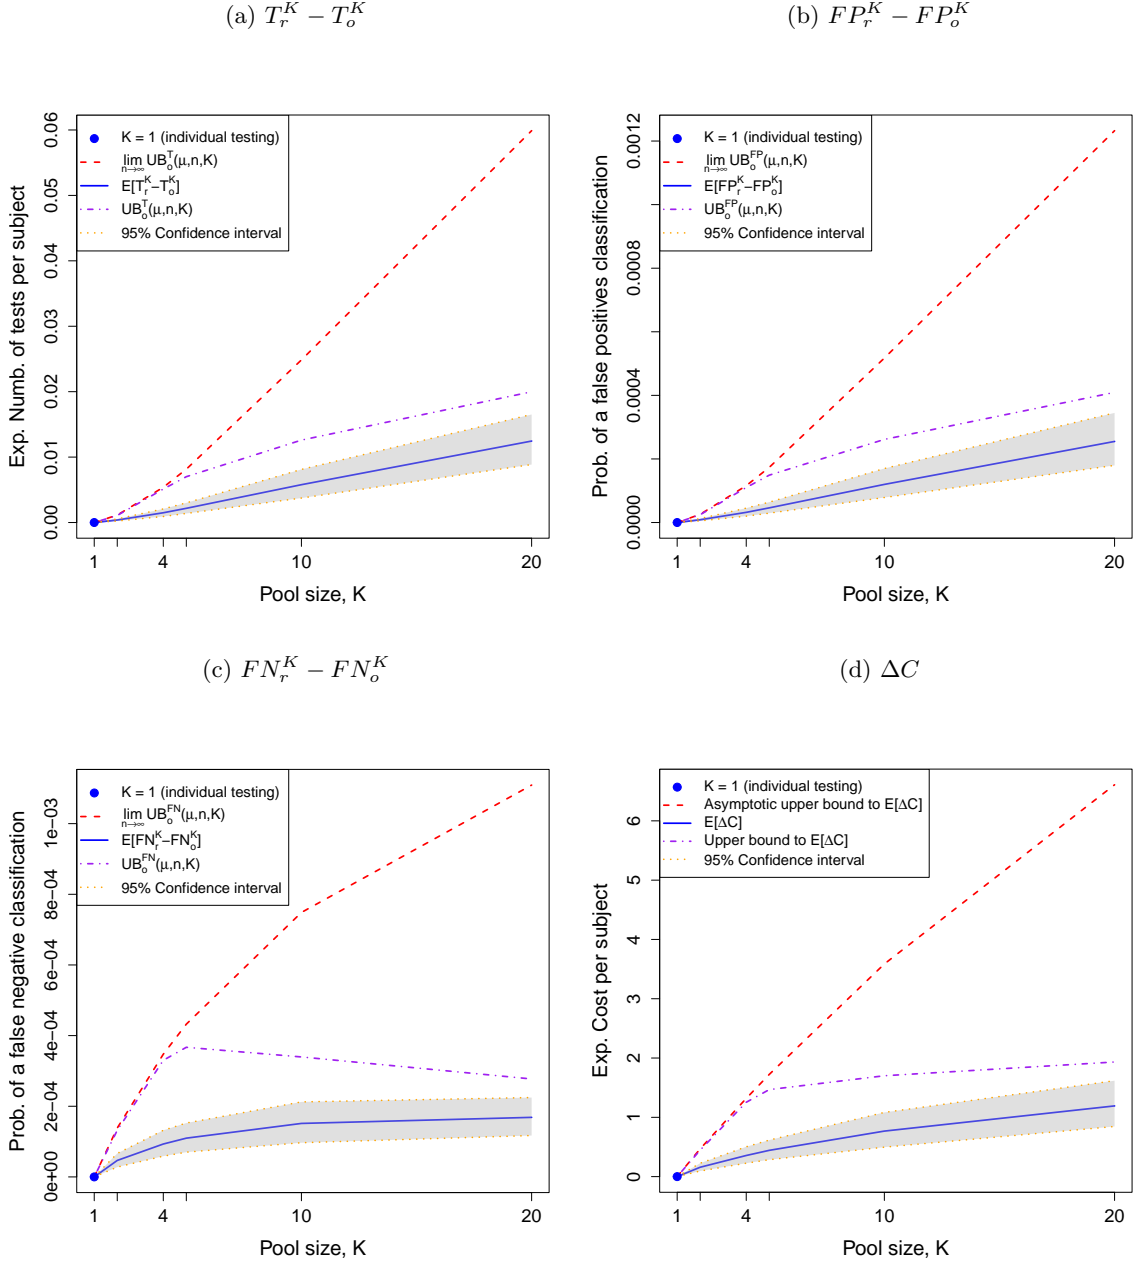 (a) T_r^K − T_o^K
Exp. Numb. of tests per subject
0.00 0.01 0.02 0.03 0.04 0.05 0.06
K = 1 (individual testing)
lim n→∞ UB_o^T(μ,n,K)
E[T_r^K−T_o^K]
UB_o^T(μ,n,K)
95% Confidence interval
1 4 10 20
Pool size, K
(b) FP_r^K − FP_o^K
Prob. of a false positives classification
0.0000 0.0004 0.0008 0.0012
K = 1 (individual testing)
lim n→∞ UB_o^FP(μ,n,K)
E[FP_r^K−FP_o^K]
UB_o^FP(μ,n,K)
95% Confidence interval
1 4 10 20
Pool size, K
(c) FN_r^K − FN_o^K
Prob. of a false negative classification
0e+00 2e−04 4e−04 6e−04 8e−04 1e−03
K = 1 (individual testing)
lim n→∞ UB_o^FN(μ,n,K)
E[FN_r^K−FN_o^K]
UB_o^FN(μ,n,K)
95% Confidence interval
1 4 10 20
Pool size, K
(d) ΔC
Exp. Cost per subject
0 1 2 3 4 5 6
K = 1 (individual testing)
Asymptotic upper bound to E[ΔC]
E[ΔC]
Upper bound to E[ΔC]
95% Confidence interval
1 4 10 20
Pool size, K